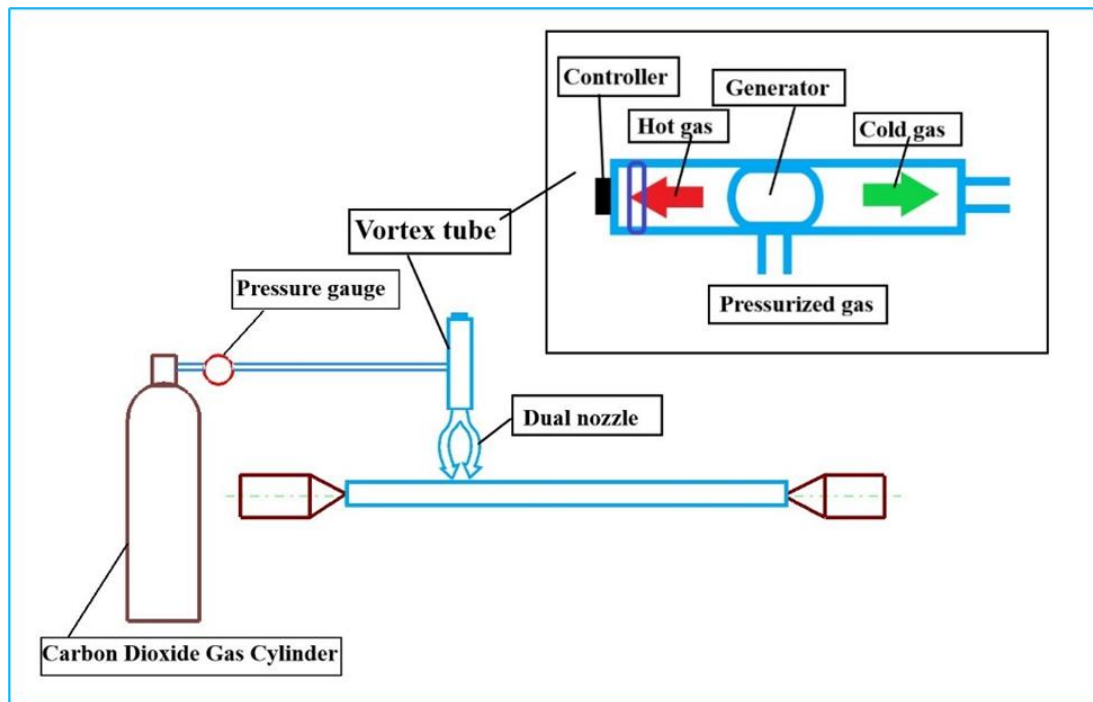 Controller
Generator
Hot gas
Cold gas
Vortex tube
Pressurized gas
Pressure gauge
Dual nozzle
Carbon Dioxide Gas Cylinder